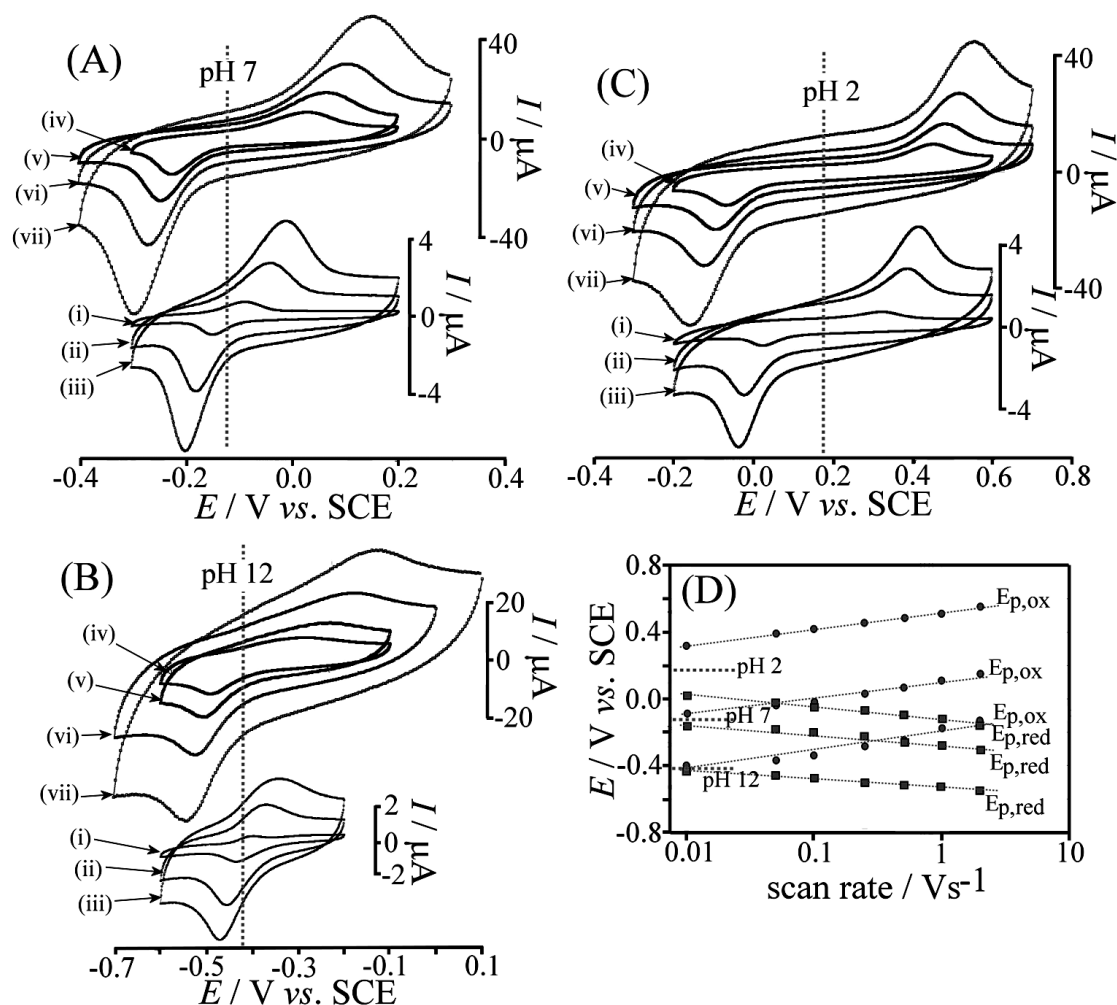 (A)
pH 7
40
0
-40
I / µA
(iv)
(v)
(vi)
(vii)
4
0
-4
I / µA
(i)
(ii)
(iii)
-0.4
-0.2
0.0
0.2
0.4
E / V vs. SCE
(C)
pH 2
40
0
-40
I / µA
(iv)
(v)
(vi)
(vii)
4
0
-4
I / µA
(i)
(ii)
(iii)
-0.4
-0.2
0.0
0.2
0.4
0.6
0.8
E / V vs. SCE
(B)
pH 12
20
0
-20
I / µA
(iv)
(v)
(vi)
(vii)
2
0
-2
I / µA
(i)
(ii)
(iii)
-0.7
-0.5
-0.3
-0.1
0.1
E / V vs. SCE
(D)
0.8
0.4
0.0
-0.4
-0.8
E / V vs. SCE
Ep,ox
pH 2
Ep,ox
pH 7
Ep,ox
Ep,red
Ep,red
pH 12
Ep,red
0.01
0.1
1
10
scan rate / Vs-1